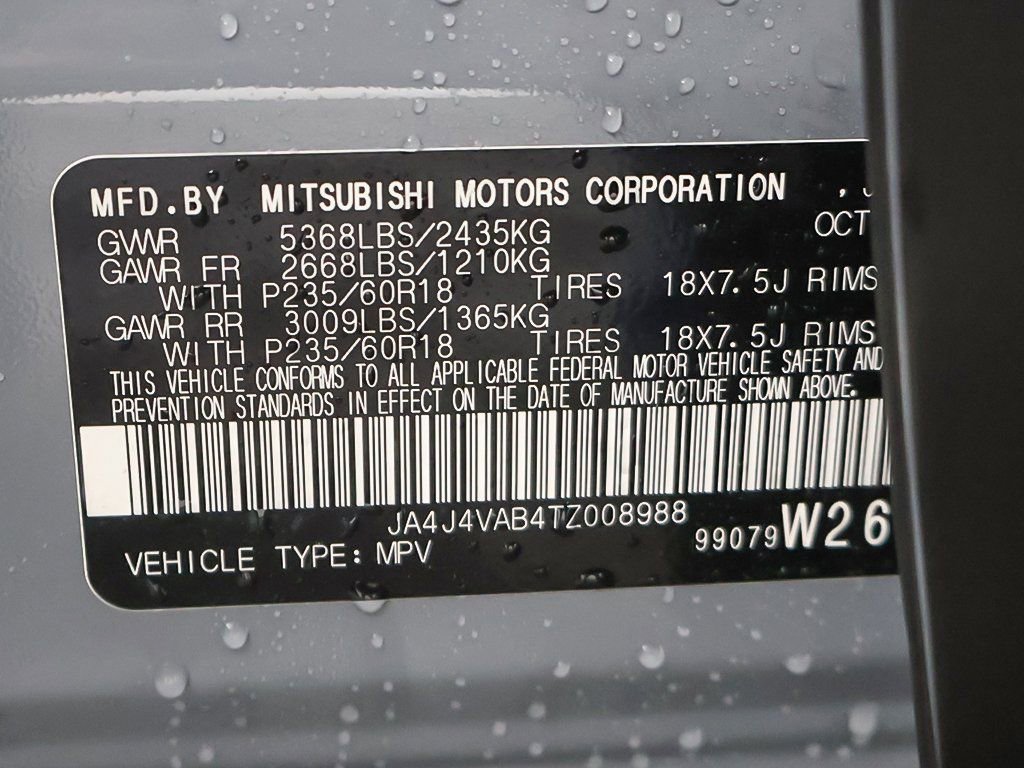 MFD.BY MITSUBISHI MOTORS CORPORATION , J
GVWR 5368LBS/2435KG OCT
GAWR FR 2668LBS/1210KG
WITH P235/60R18 TIRES 18X7.5J RIMS
GAWR RR 3009LBS/1365KG
WITH P235/60R18 TIRES 18X7.5J RIMS
THIS VEHICLE CONFORMS TO ALL APPLICABLE FEDERAL MOTOR VEHICLE SAFETY AND
PREVENTION STANDARDS IN EFFECT ON THE DATE OF MANUFACTURE SHOWN ABOVE.
JA4J4VAB4TZ008988
VEHICLE TYPE: MPV 99079 W26